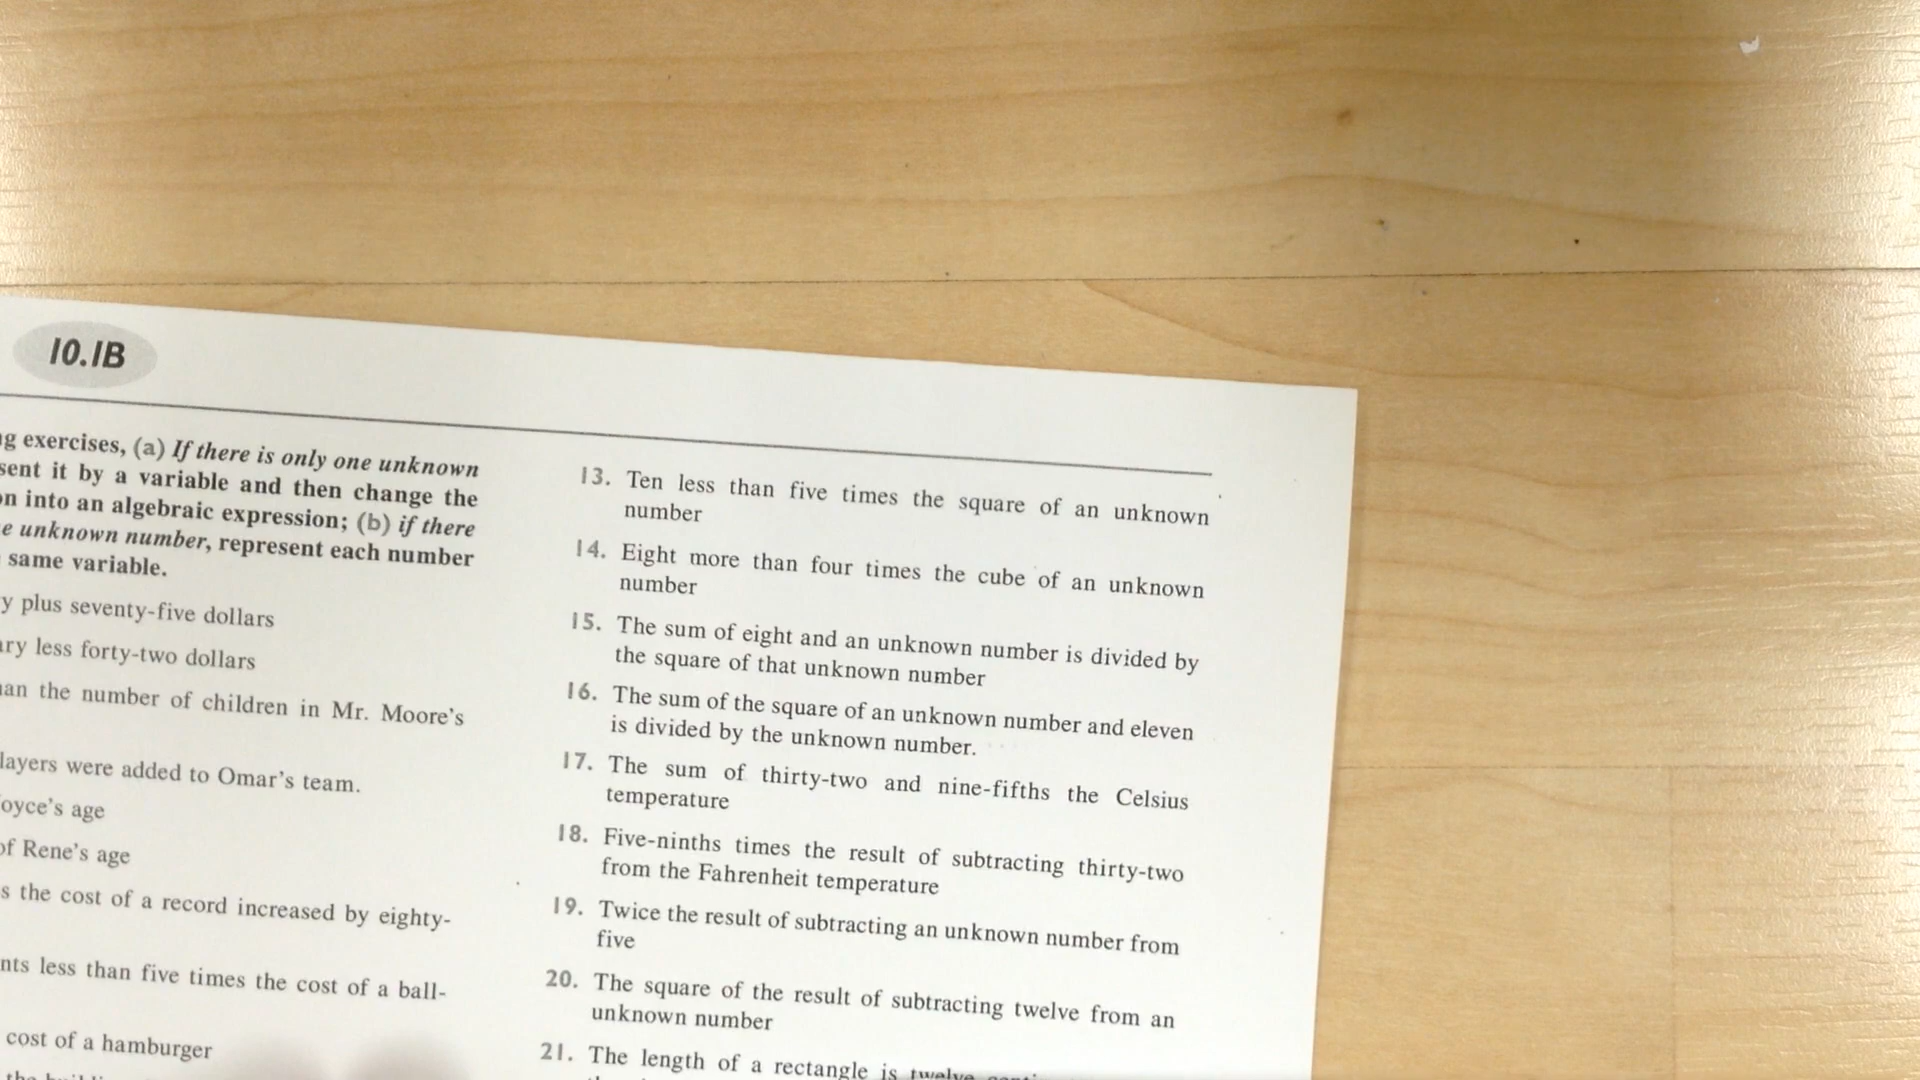 10.1B
exercises, (a) If there is only one unknown
it by a variable and then change the
into an algebraic expression; (b) if there
unknown number, represent each number
same variable.
plus seventy-five dollars
less forty-two dollars
the number of children in Mr. Moore's
were added to Omar's team.
age
of Rene's age
the cost of a record increased by eighty-
less than five times the cost of a ball-
cost of a hamburger
13. Ten less than five times the square of an unknown
number
14. Eight more than four times the cube of an unknown
number
15. The sum of eight and an unknown number is divided by
the square of that unknown number
16. The sum of the square of an unknown number and eleven
is divided by the unknown number.
17. The sum of thirty-two and nine-fifths the Celsius
temperature
18. Five-ninths times the result of subtracting thirty-two
from the Fahrenheit temperature
19. Twice the result of subtracting an unknown number from
five
20. The square of the result of subtracting twelve from an
unknown number
21. The length of a rectangle is twelve